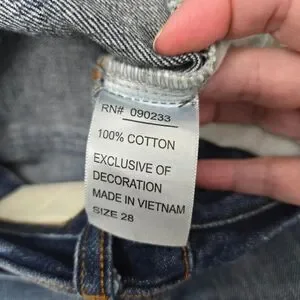 RN# 090233
100% COTTON
EXCLUSIVE OF
DECORATION
MADE IN VIETNAM
SIZE 28